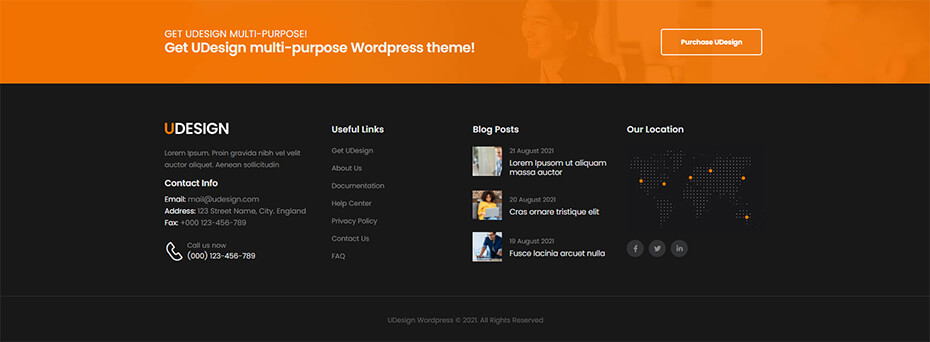 GET UDESIGN MULTI-PURPOSE!
Get UDesign multi-purpose Wordpress theme!
Purchase UDesign
UDESIGN
Lorem Ipsum. Proin gravida nibh vel velit
auctor aliquet. Aenean sollicitudin
Contact Info
Email: mail@udesign.com
Address: 123 Street Name, City, England
Fax: +000 123-456-789
Call us now
(000) 123-456-789
Useful Links
Get UDesign
About Us
Documentation
Help Center
Privacy Policy
Contact Us
FAQ
Blog Posts
21 August 2021
Lorem Ipusom ut aliquam
massa auctor
20 August 2021
Cras ornare tristique elit
19 August 2021
Fusce lacinia arcuet nulla
Our Location
UDesign Wordpress © 2021. All Rights Reserved